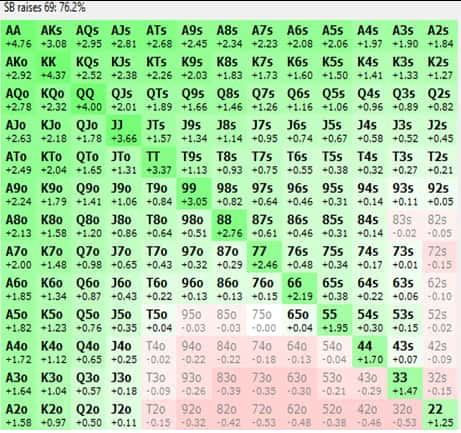 SB raises 69: 76.2%
AA AKs AQs AJs ATs A9s A8s A7s A6s A5s A4s A3s A2s
+4.76 +3.08 +2.95 +2.81 +2.68 +2.45 +2.34 +2.23 +2.08 +2.06 +1.97 +1.90 +1.84
AKo KK KQs KJs KTs K9s K8s K7s K6s K5s K4s K3s K2s
+2.92 +4.37 +2.52 +2.38 +2.26 +2.03 +1.83 +1.73 +1.60 +1.50 +1.41 +1.33 +1.27
AQo KQo QQ QJs QTs Q9s Q8s Q7s Q6s Q5s Q4s Q3s Q2s
+2.78 +2.32 +4.00 +2.01 +1.89 +1.66 +1.46 +1.26 +1.16 +1.06 +0.96 +0.89 +0.82
AJo KJo QJo JJ JTs J9s J8s J7s J6s J5s J4s J3s J2s
+2.63 +2.18 +1.78 +3.66 +1.57 +1.34 +1.14 +0.95 +0.74 +0.67 +0.58 +0.52 +0.45
ATo KTo QTo JTo TT T9s T8s T7s T6s T5s T4s T3s T2s
+2.49 +2.04 +1.65 +1.31 +3.37 +1.13 +0.93 +0.75 +0.55 +0.38 +0.32 +0.27 +0.21
A9o K9o Q9o J9o T9o 99 98s 97s 96s 95s 94s 93s 92s
+2.24 +1.79 +1.41 +1.06 +0.84 +3.05 +0.82 +0.64 +0.46 +0.31 +0.14 +0.11 +0.05
A8o K8o Q8o J8o T8o 98o 88 87s 86s 85s 84s 83s 82s
+2.13 +1.58 +1.20 +0.86 +0.64 +0.51 +2.76 +0.61 +0.46 +0.31 +0.14 -0.02 -0.05
A7o K7o Q7o J7o T7o 97o 87o 77 76s 75s 74s 73s 72s
+2.00 +1.48 +0.98 +0.65 +0.43 +0.32 +0.29 +2.46 +0.48 +0.34 +0.17 +0.01 -0.15
A6o K6o Q6o J6o T6o 96o 86o 76o 66 65s 64s 63s 62s
+1.85 +1.34 +0.87 +0.43 +0.22 +0.13 +0.13 +0.15 +2.19 +0.38 +0.22 +0.06 -0.10
A5o K5o Q5o J5o T5o 95o 85o 75o 65o 55 54s 53s 52s
+1.82 +1.23 +0.76 +0.35 +0.04 -0.03 -0.03 -0.00 +0.04 +1.95 +0.30 +0.15 -0.02
A4o K4o Q4o J4o T4o 94o 84o 74o 64o 54o 44 43s 42s
+1.72 +1.12 +0.65 +0.25 -0.02 -0.22 -0.22 -0.18 -0.13 -0.04 +1.70 +0.07 -0.09
A3o K3o Q3o J3o T3o 93o 83o 73o 63o 53o 43o 33 32s
+1.64 +1.04 +0.57 +0.18 -0.09 -0.26 -0.39 -0.35 -0.30 -0.21 -0.29 +1.47 -0.15
A2o K2o Q2o J2o T2o 92o 82o 72o 62o 52o 42o 32o 22
+1.58 +0.97 +0.50 +0.11 -0.15 -0.32 -0.42 -0.53 -0.48 -0.38 -0.46 -0.53 +1.25